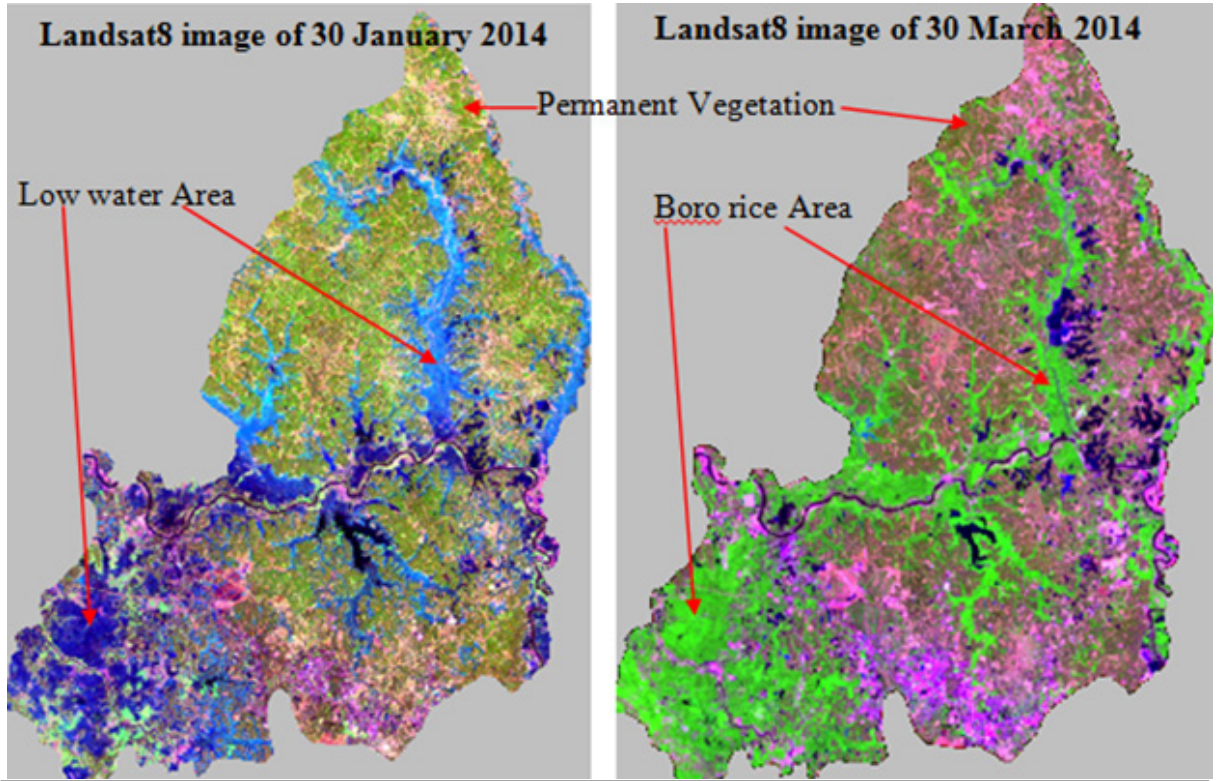 Landsat8 image of 30 January 2014
Landsat8 image of 30 March 2014
Permanent Vegetation
Low water Area
Boro rice Area